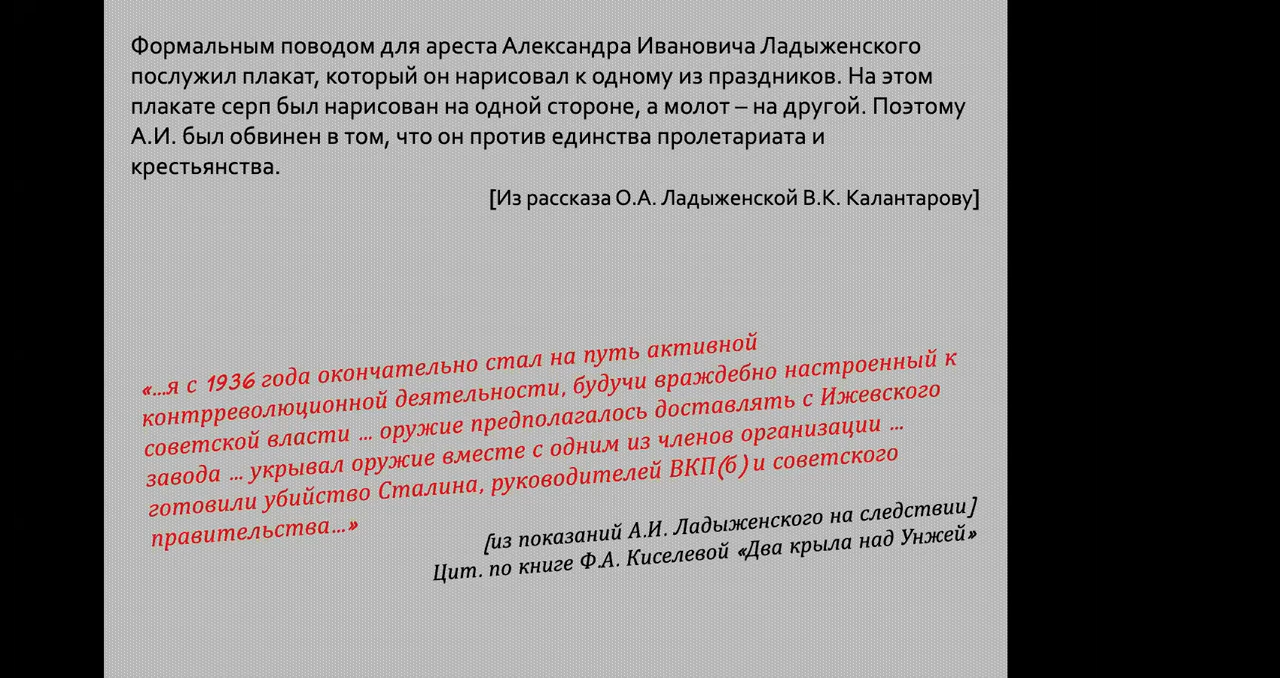 Формальным поводом для ареста Александра Ивановича Ладыженского
послужил плакат, который он нарисовал к одному из праздников. На этом
плакате серп был нарисован на одной стороне, а молот – на другой. Поэтому
А.И. был обвинен в том, что он против единства пролетариата и
крестьянства.
[Из рассказа О.А. Ладыженской В.К. Калантарову]
«...я с 1936 года окончательно стал на путь активной
контрреволюционной деятельности, будучи враждебно настроенный к
советской власти ... оружие предполагалось доставлять с Ижевского
завода ... укрывал оружие вместе с одним из членов организации ...
готовили убийство Сталина, руководителей ВКП(б) и советского
правительства...»
[из показаний А.И. Ладыженского на следствии]
Цит. по книге Ф.А. Киселевой «Два крыла над Унжей»